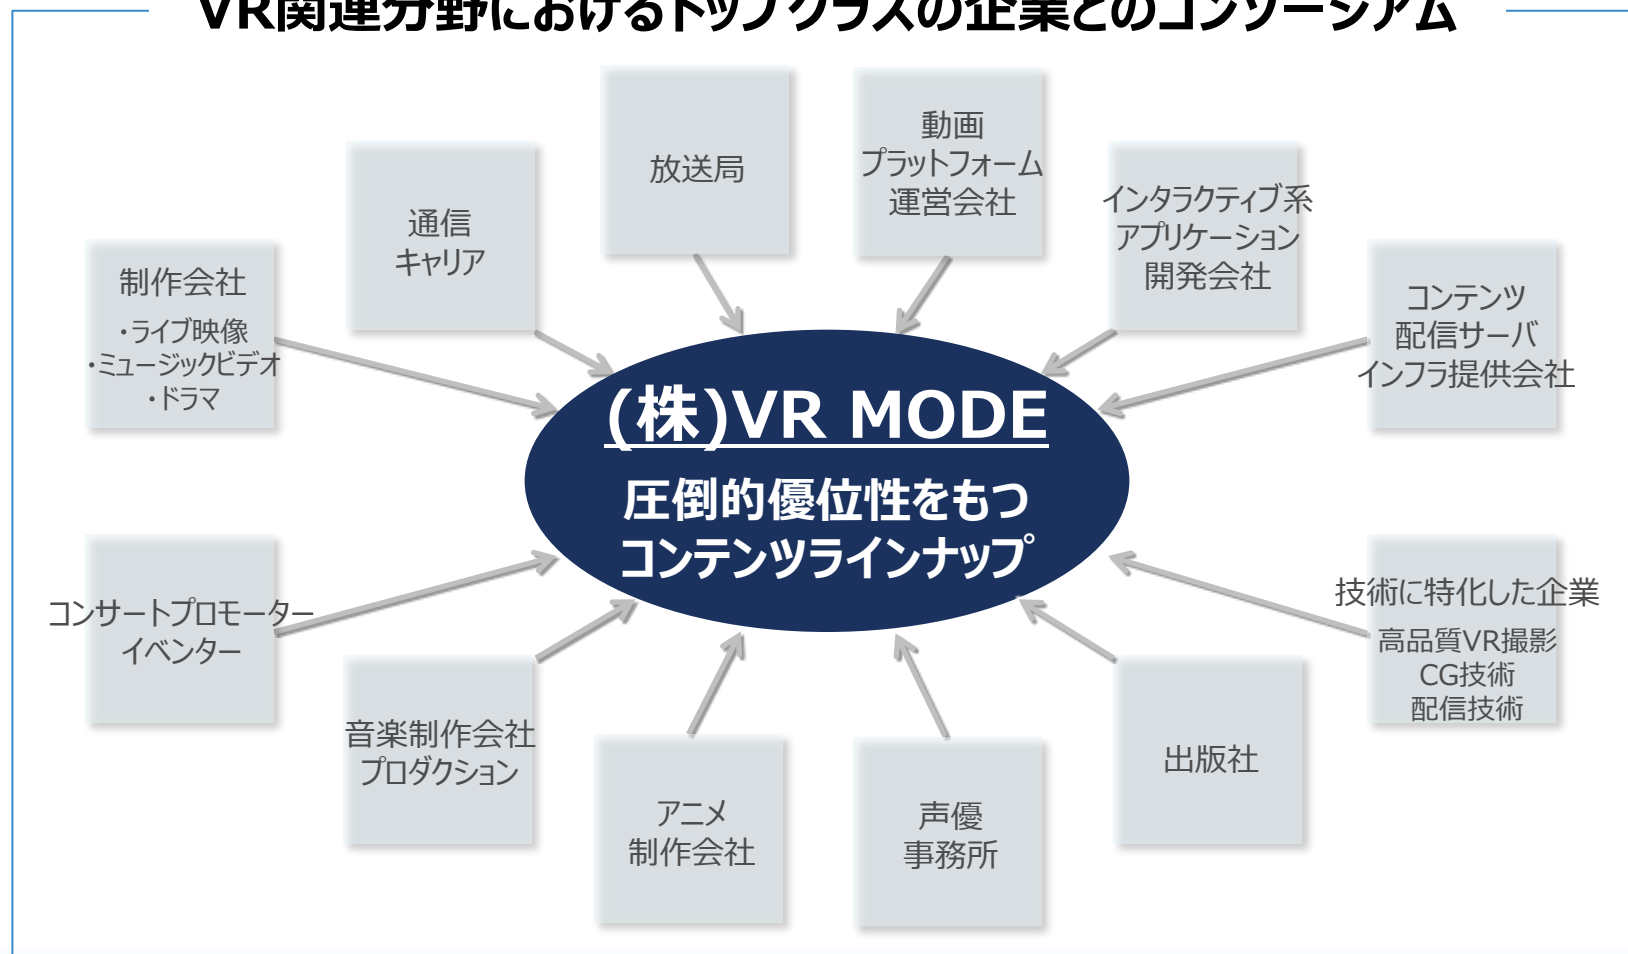 VR関連分野におけるトップクラスの企業とのコンソーシアム
放送局
動画
プラットフォーム
運営会社
通信
キャリア
インタラクティブ系
アプリケーション
開発会社
制作会社
・ライブ映像
・ミュージックビデオ
・ドラマ
コンテンツ
配信サーバ
インフラ提供会社
(株)VR MODE
圧倒的優位性をもつ
コンテンツラインナップ
コンサートプロモーター
イベンター
技術に特化した企業
高品質VR撮影
CG技術
配信技術
音楽制作会社
プロダクション
アニメ
制作会社
声優
事務所
出版社